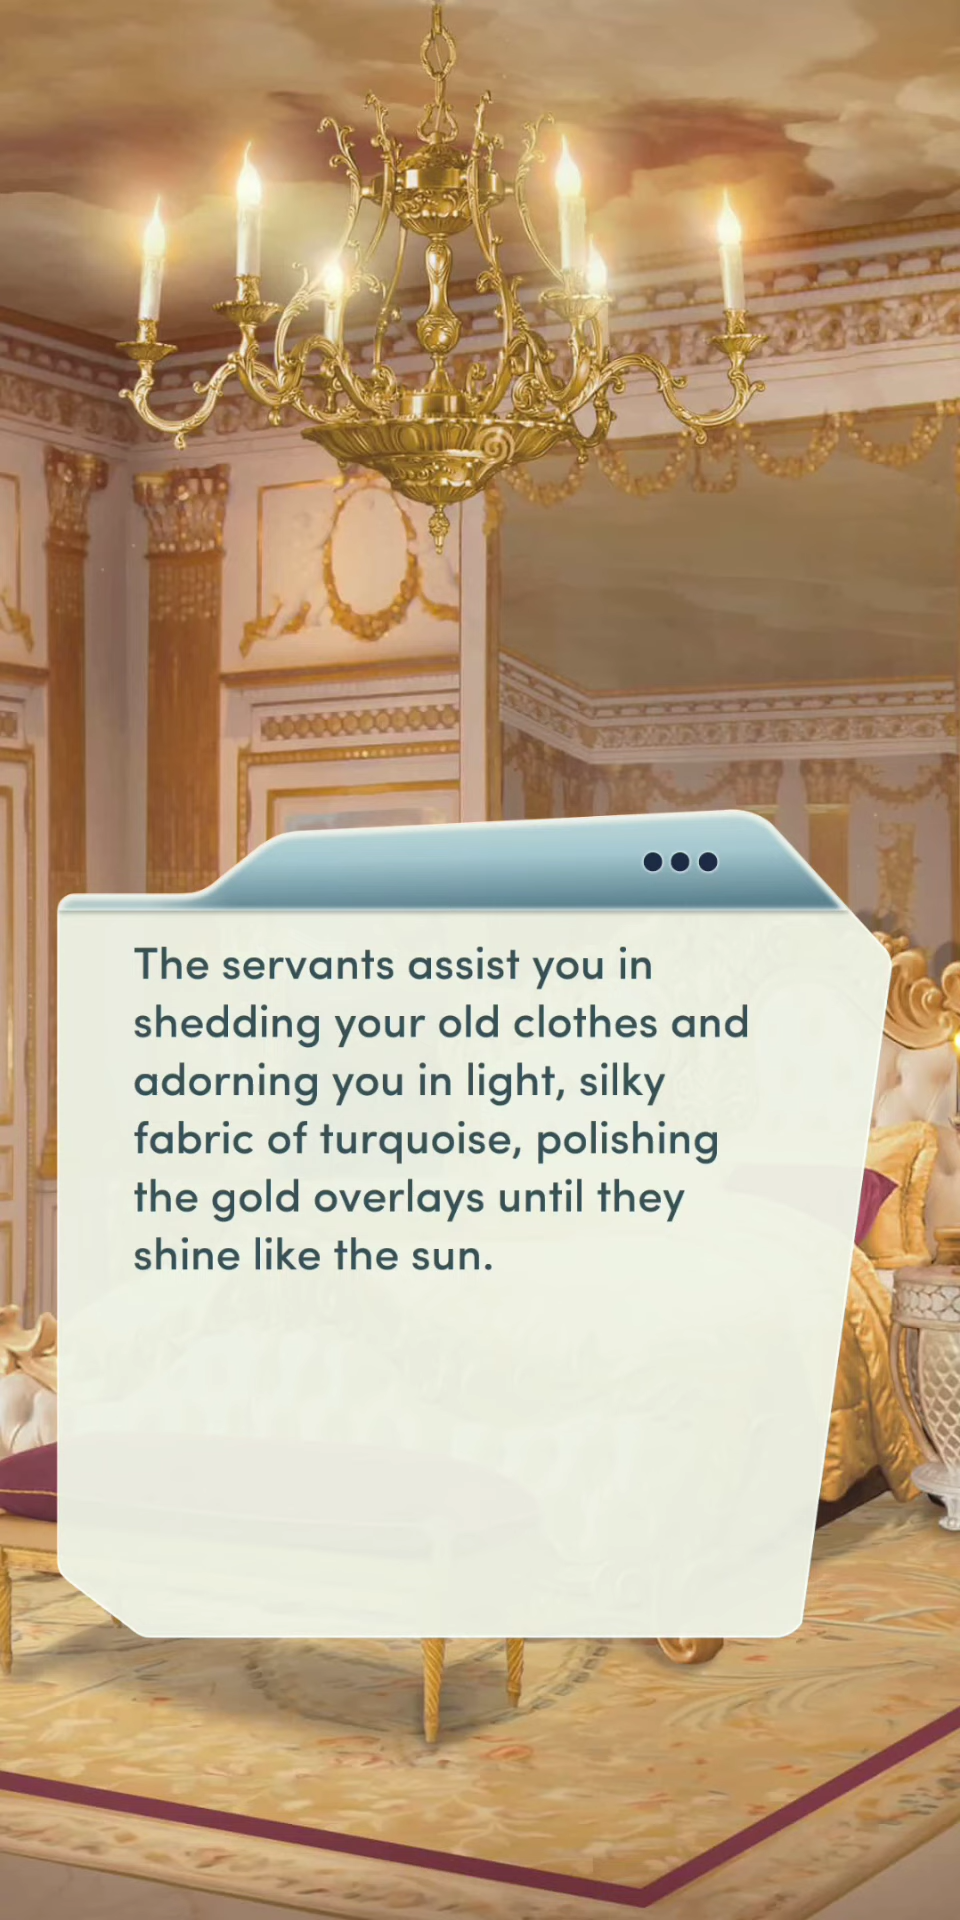 The servants assist you in
shedding your old clothes and
adorning you in light, silky
fabric of turquoise, polishing
the gold overlays until they
shine like the sun.